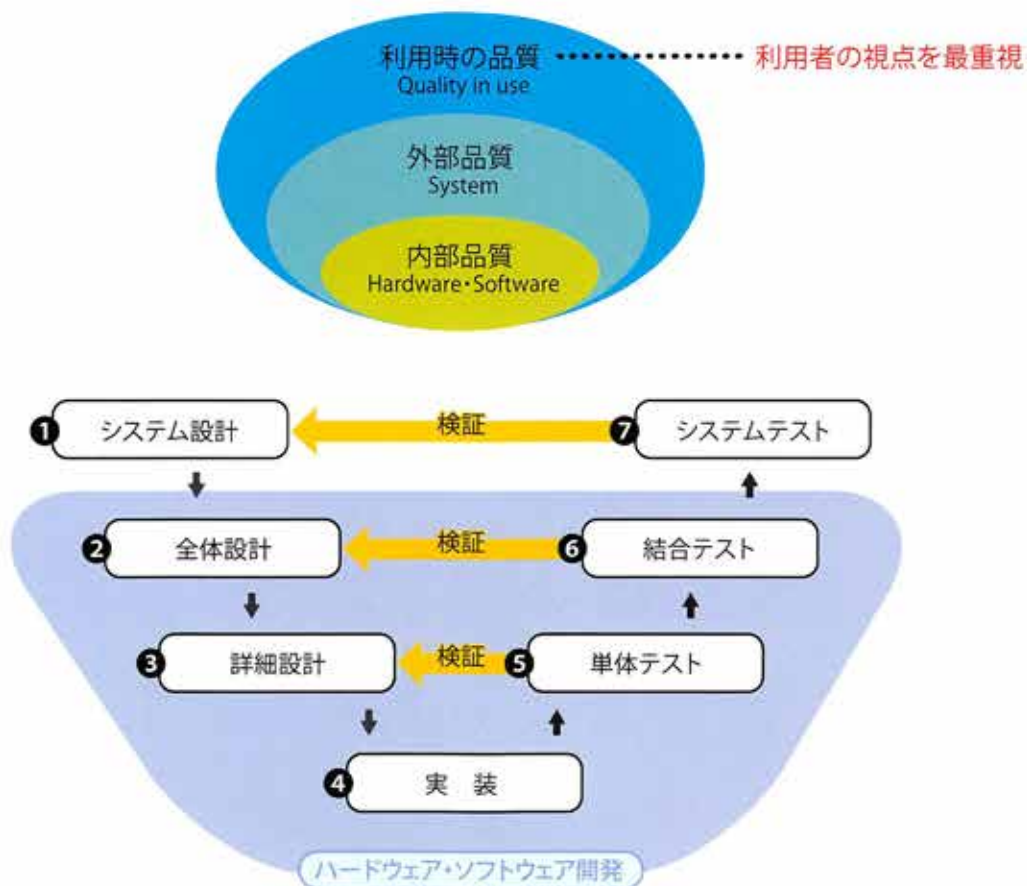 利用時の品質 利用者の視点を最重視
Quality in use
外部品質
System
内部品質
Hardware・Software
❶ システム設計 検証 ❼ システムテスト
❷ 全体設計 検証 ❻ 結合テスト
❸ 詳細設計 検証 ❺ 単体テスト
❹ 実 装
ハードウェア・ソフトウェア開発